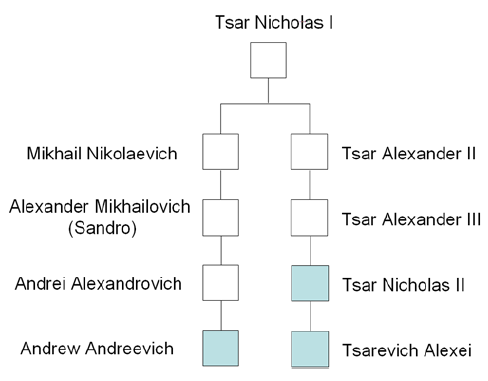 Tsar Nicholas I
Mikhail Nikolaevich
Tsar Alexander II
Alexander Mikhailovich
(Sandro)
Tsar Alexander III
Andrei Alexandrovich
Tsar Nicholas II
Andrew Andreevich
Tsarevich Alexei